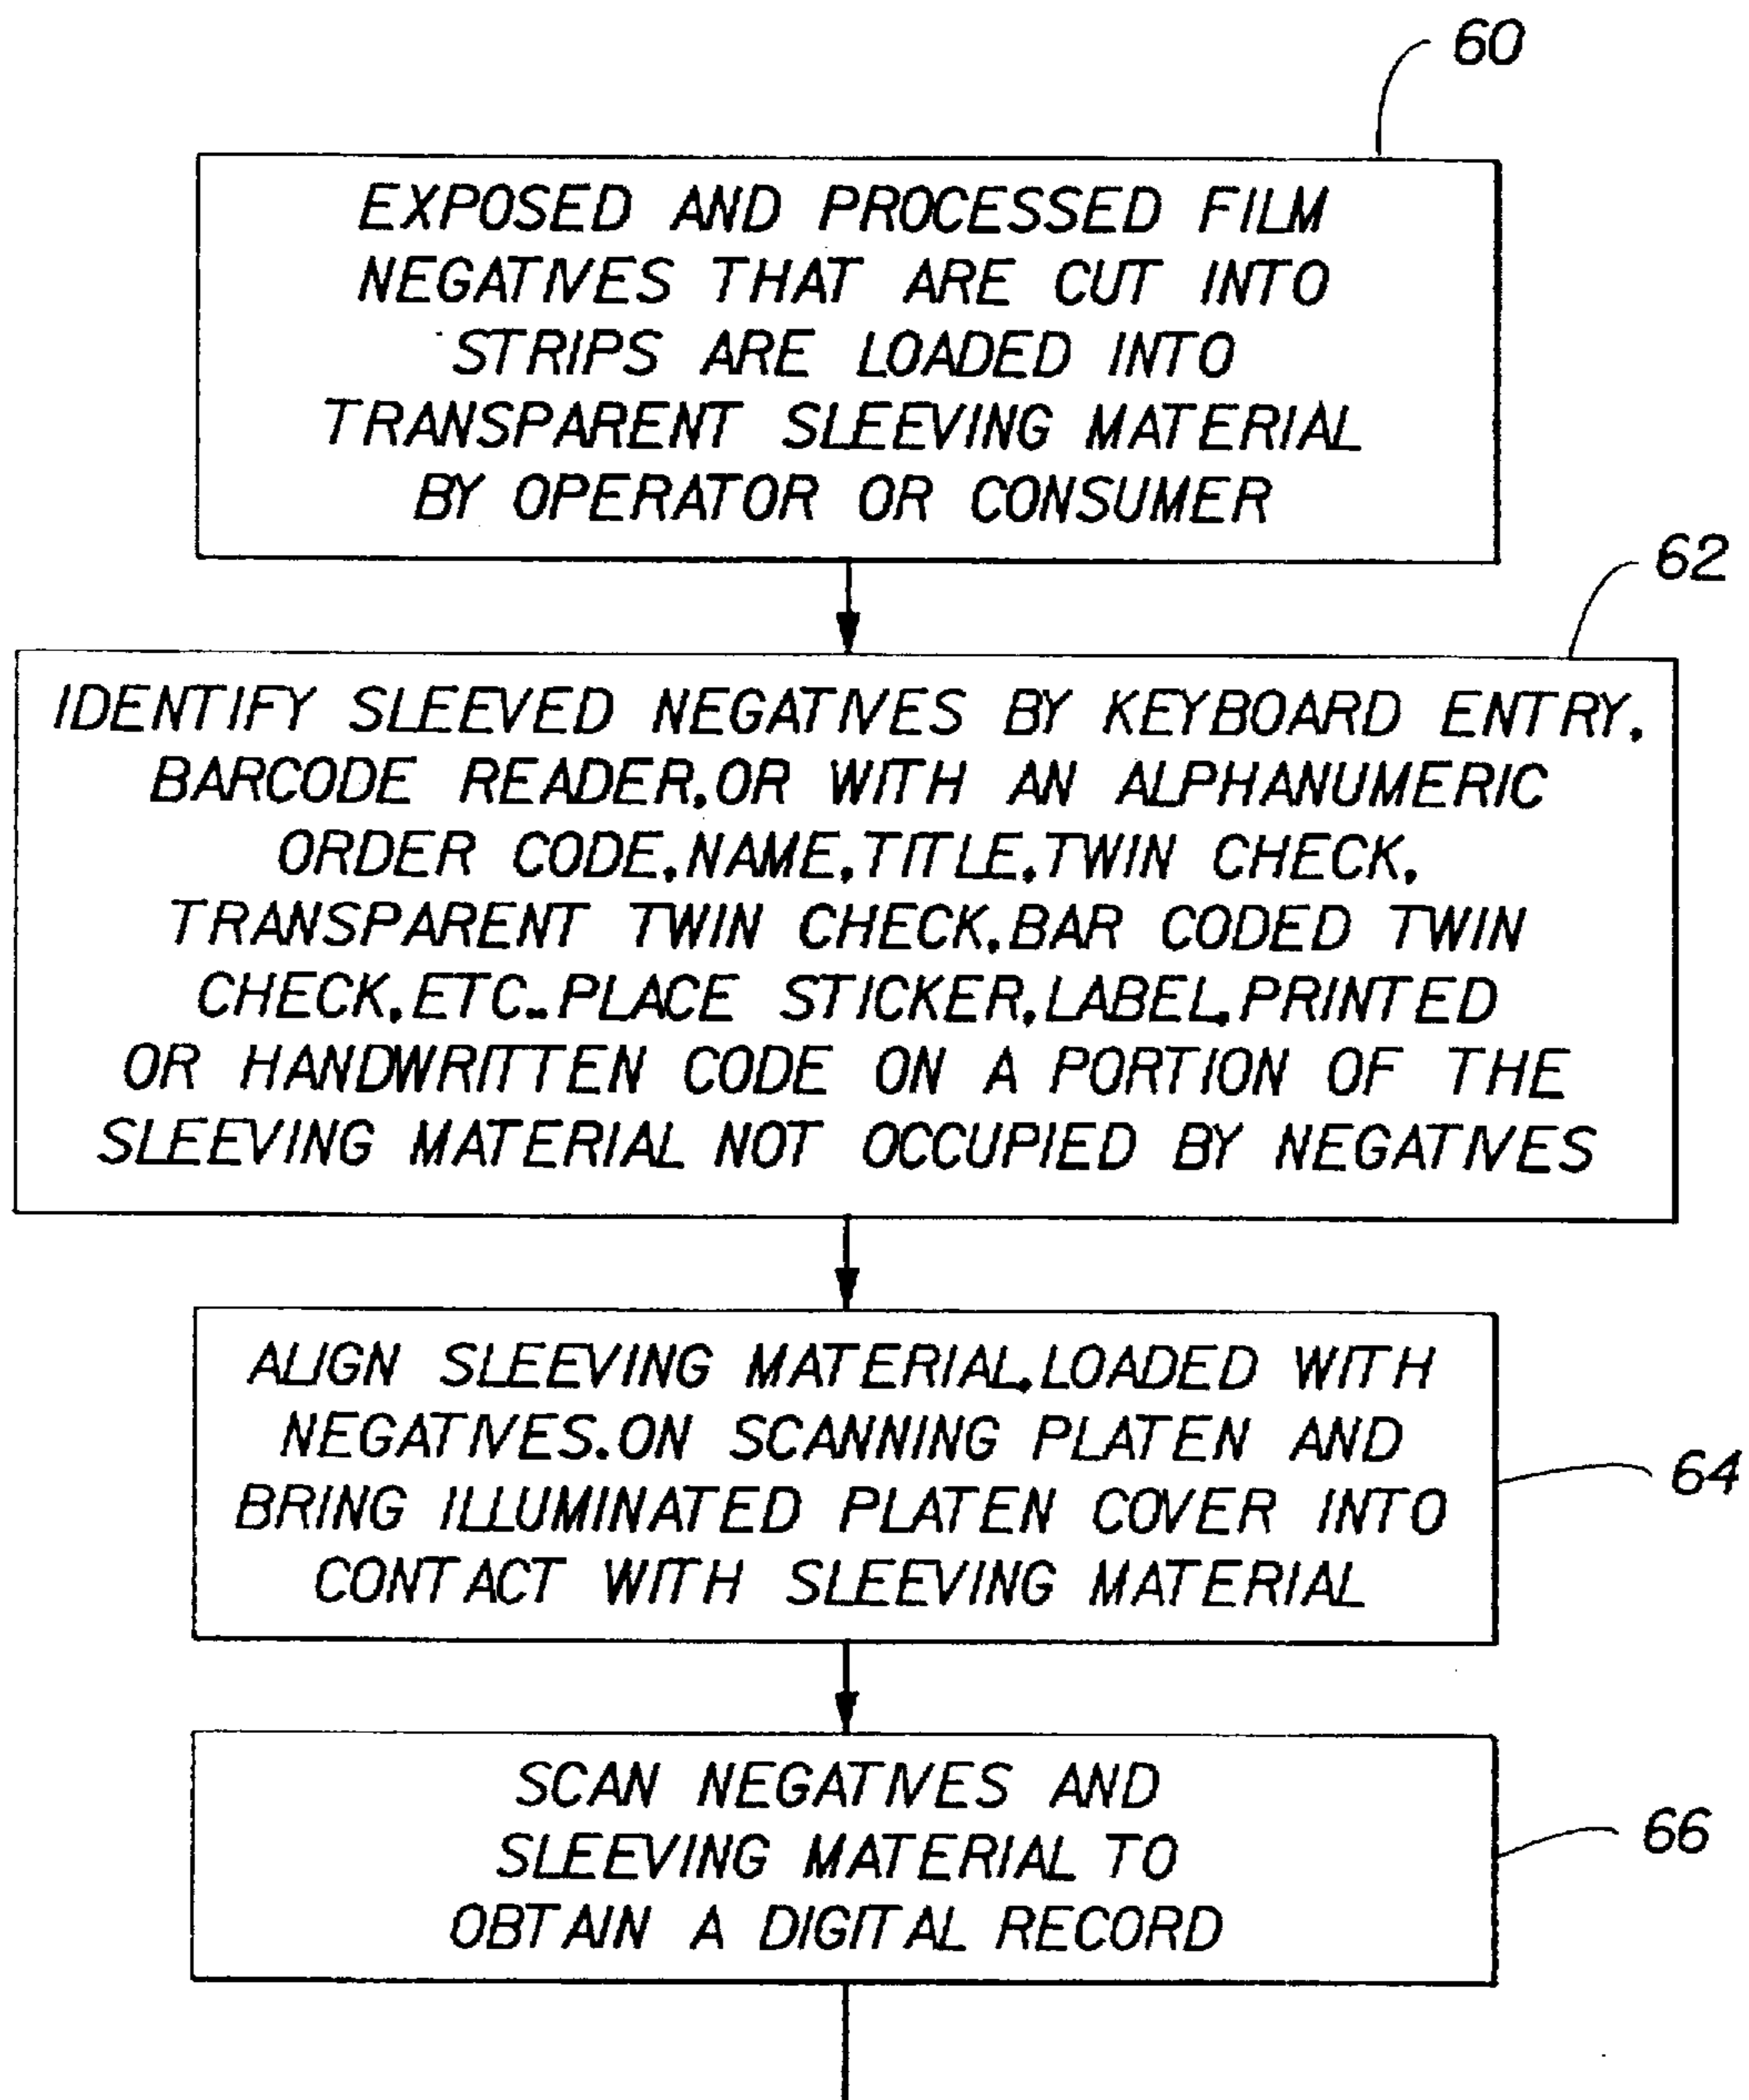 60
EXPOSED AND PROCESSED FILM
NEGATIVES THAT ARE CUT INTO
STRIPS ARE LOADED INTO
TRANSPARENT SLEEVING MATERIAL
BY OPERATOR OR CONSUMER
62
IDENTIFY SLEEVED NEGATIVES BY KEYBOARD ENTRY,
BARCODE READER,OR WITH AN ALPHANUMERIC
ORDER CODE,NAME,TITLE,TWIN CHECK,
TRANSPARENT TWIN CHECK,BAR CODED TWIN
CHECK,ETC..PLACE STICKER,LABEL,PRINTED
OR HANDWRITTEN CODE ON A PORTION OF THE
SLEEVING MATERIAL NOT OCCUPIED BY NEGATIVES
ALIGN SLEEVING MATERIAL,LOADED WITH
NEGATIVES,ON SCANNING PLATEN AND
BRING ILLUMINATED PLATEN COVER INTO
CONTACT WITH SLEEVING MATERIAL
64
SCAN NEGATIVES AND
SLEEVING MATERIAL TO
OBTAIN A DIGITAL RECORD
66